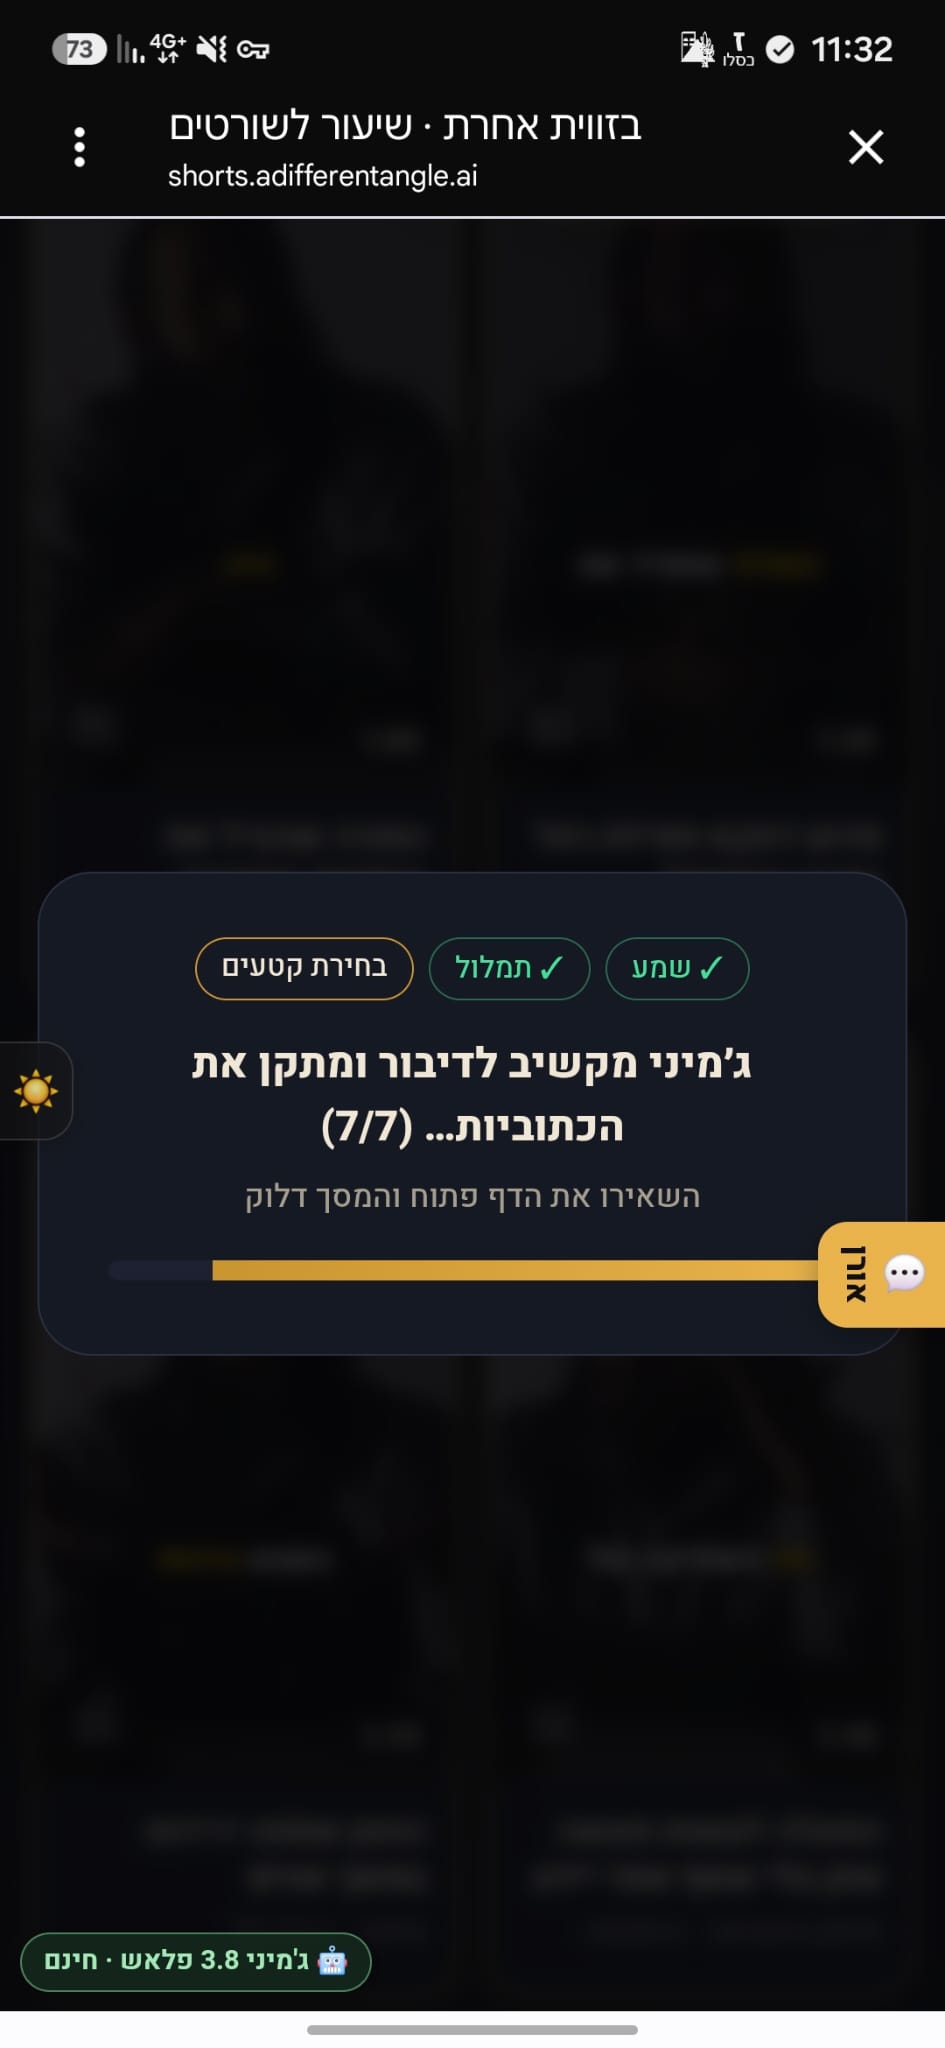 73
4G+
ז
כסלו
11:32
בזווית אחרת · שיעור לשורטים
shorts.adifferentangle.ai
✓ שמע
✓ תמלול
בחירת קטעים
ג׳מיני מקשיב לדיבור ומתקן את
הכתוביות... (7/7)
השאירו את הדף פתוח והמסך דלוק
אורן
🤖 ג'מיני 3.8 פלאש · חינם